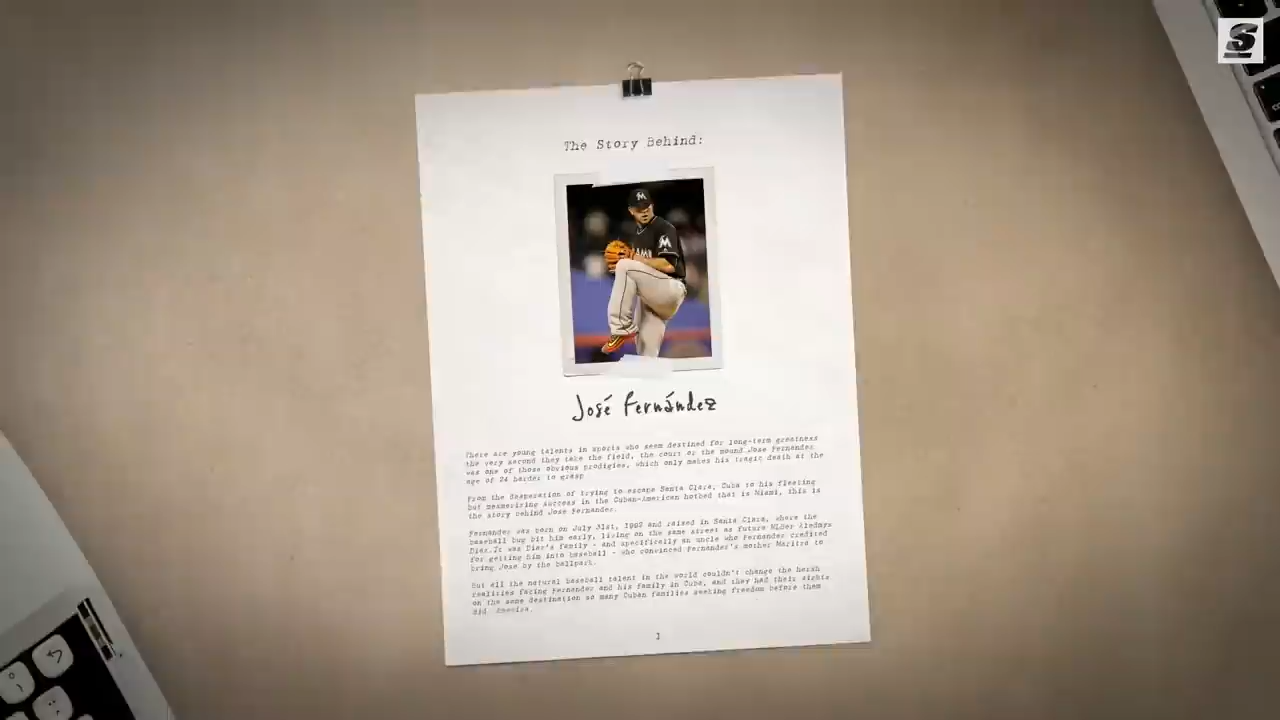 S
The Story Behind:
M
M
José Fernández
There are young talents in sports who seem destined for long-term greatness
the very second they take the field, the court or the mound Jose Fernandez
was one of those obvious prodigies, which only makes his tragic death at the
age of 24 harder to grasp
From the desperation of trying to escape Santa Clara, Cuba to his fleeting
but mesmerizing success in the Cuban-American hotbed that is Miami, this is
the story behind Jose Fernandez.
Fernandez was born on July 31st, 1992 and raised in Santa Clara, where the
baseball bug bit him early, living on the same street as future MLBer Aledmys
Diaz.It was Diaz's family - and specifically an uncle who Fernandez credited
for getting him into baseball - who convinced Fernandez's mother Maritza to
bring Jose by the ballpark.
But all the natural baseball talent in the world couldn't change the harsh
realities facing Fernandez and his family in Cuba, and they had their sights
on the same destination so many Cuban families seeking freedom before them
did America.
1